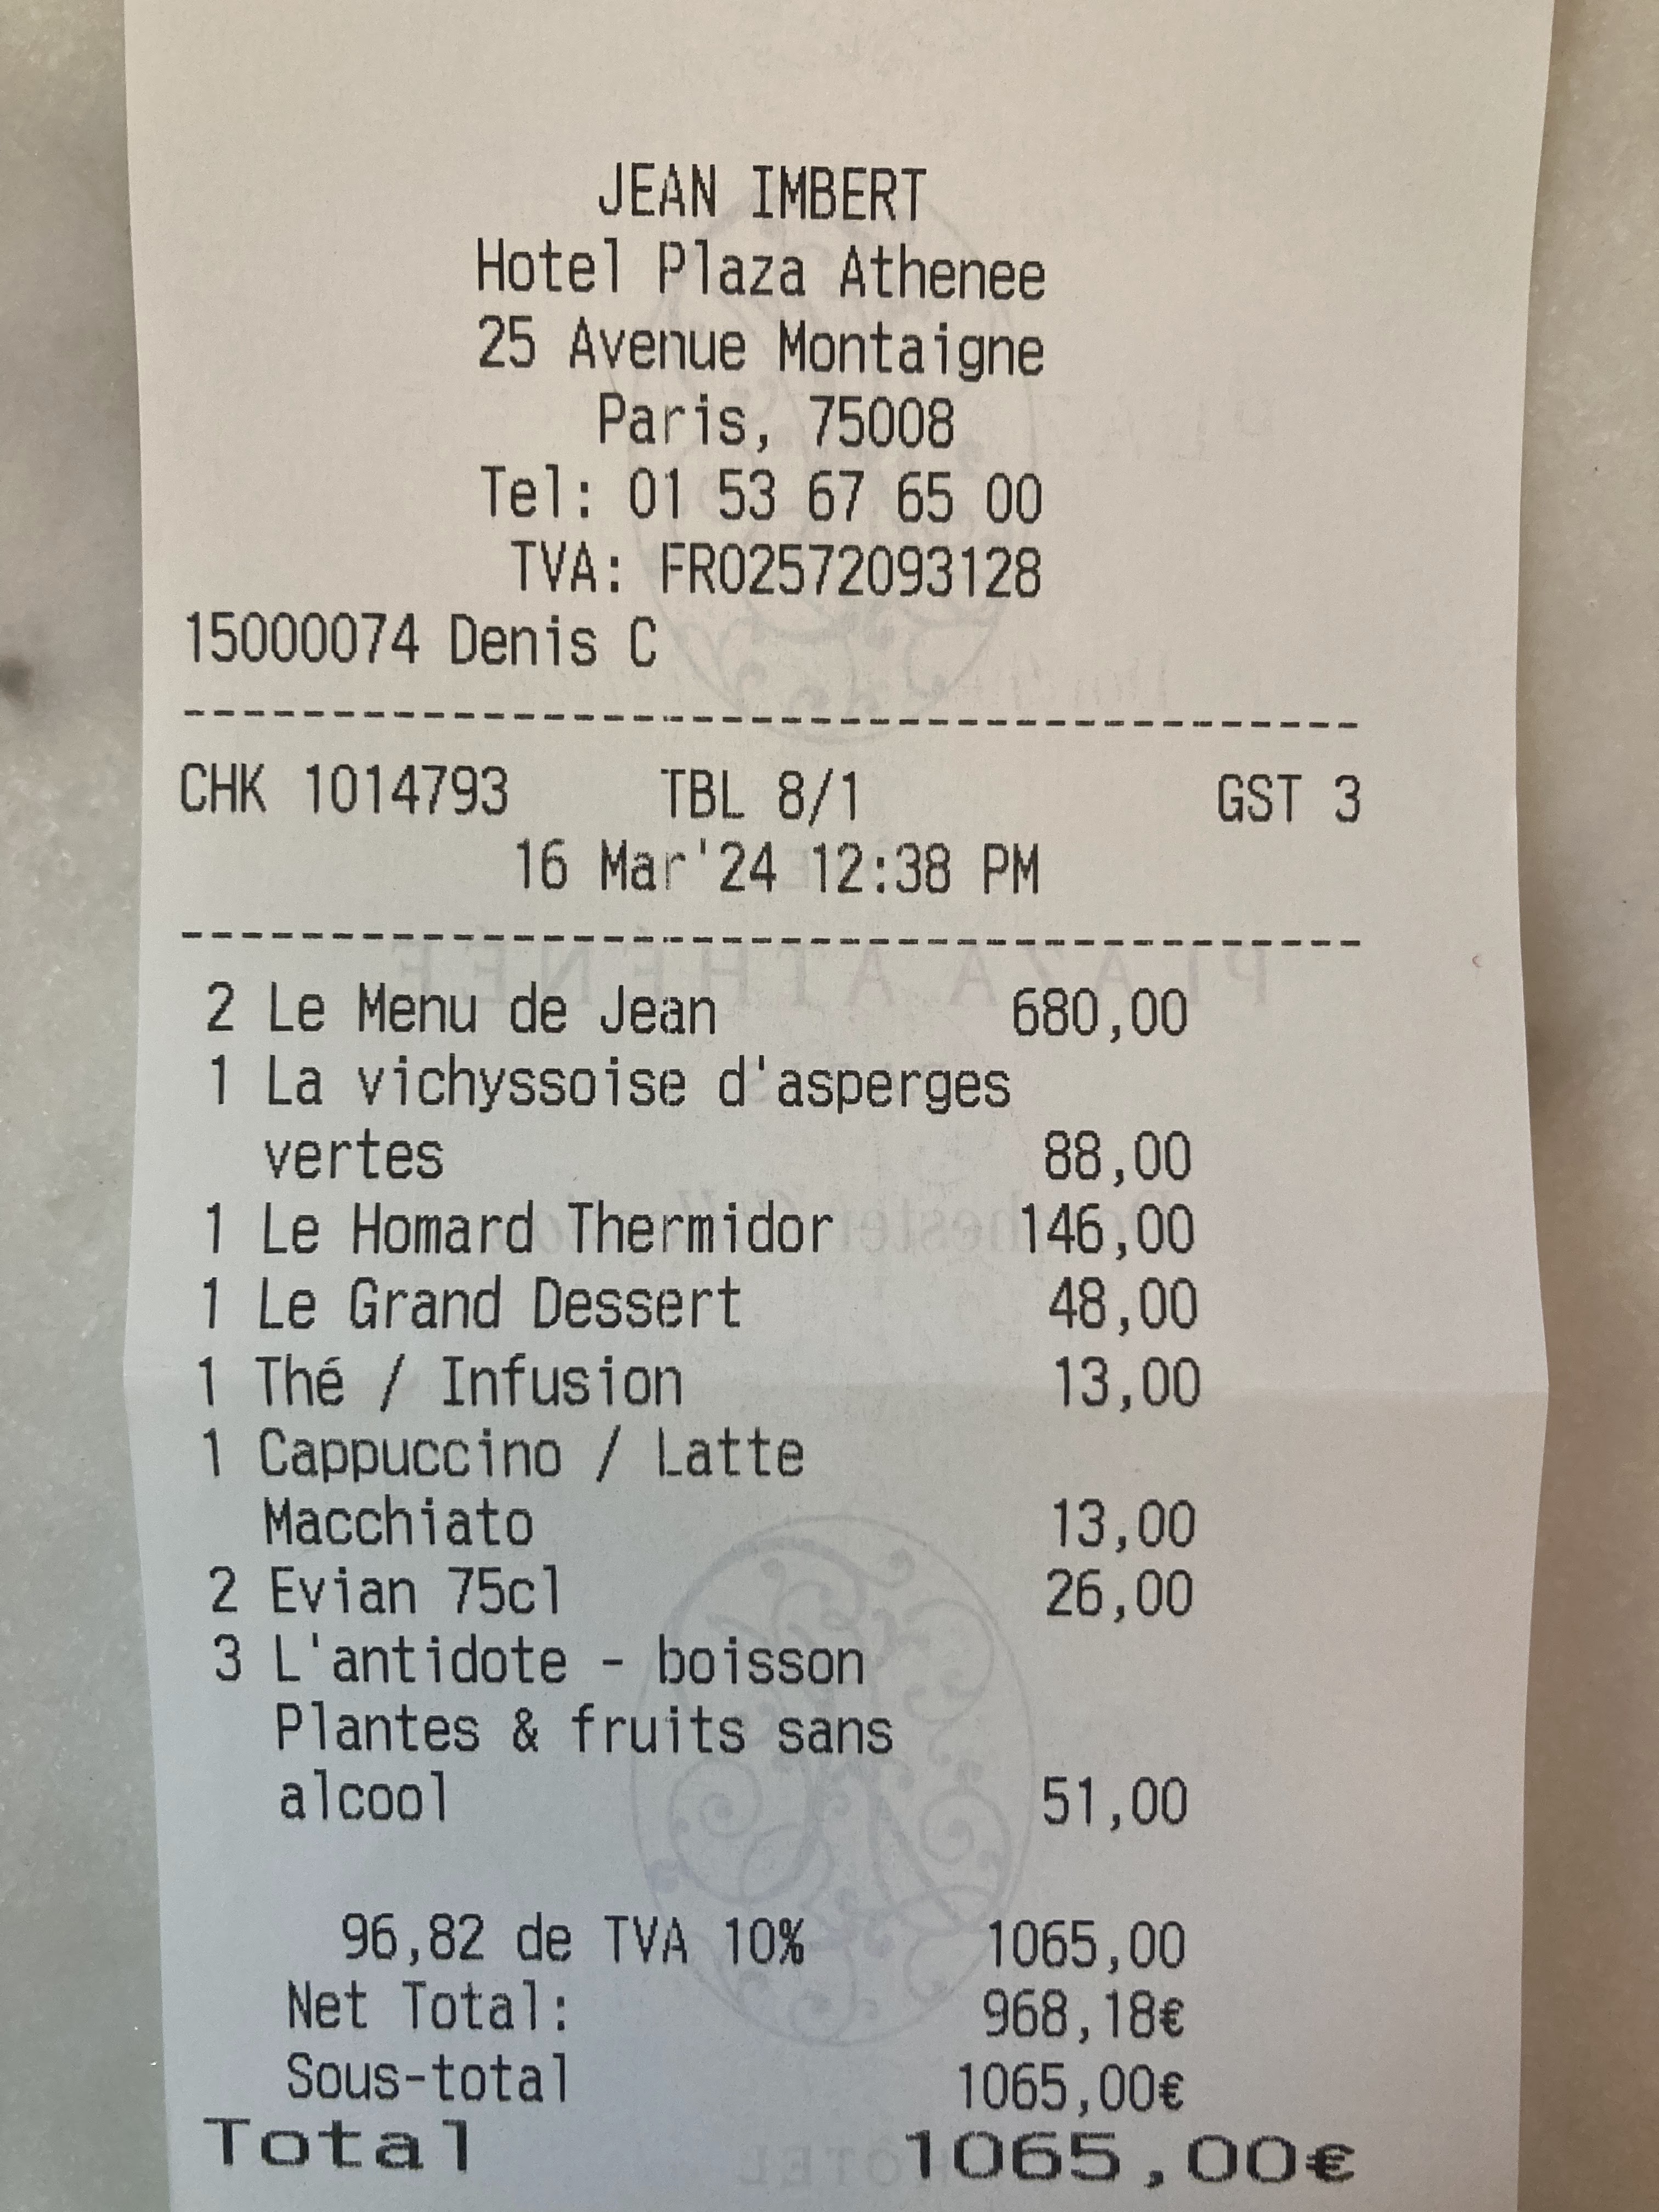 JEAN IMBERT
Hotel Plaza Athenee
25 Avenue Montaigne
Paris, 75008
Tel: 01 53 67 65 00
TVA: FR02572093128
15000074 Denis C
CHK 1014793 TBL 8/1 GST 3
16 Mar'24 12:38 PM
2 Le Menu de Jean 680,00
1 La vichyssoise d'asperges
vertes 88,00
1 Le Homard Thermidor 146,00
1 Le Grand Dessert 48,00
1 Thé / Infusion 13,00
1 Cappuccino / Latte
Macchiato 13,00
2 Evian 75cl 26,00
3 L'antidote - boisson
Plantes & fruits sans
alcool 51,00
96,82 de TVA 10% 1065,00
Net Total: 968,18€
Sous-total 1065,00€
Total 1065,00€
PLAZA ATHÉNÉE
HOTEL